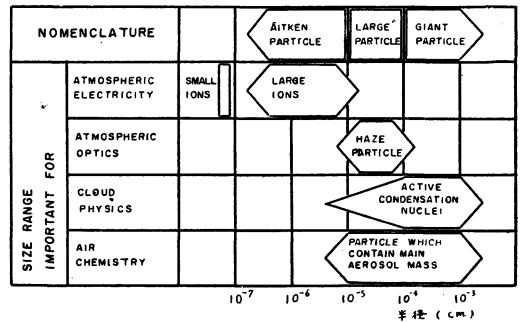 NOMENCLATURE
AITKEN
PARTICLE
LARGE
PARTICLE
GIANT
PARTICLE
SIZE RANGE
IMPORTANT FOR
ATMOSPHERIC
ELECTRICITY
SMALL
IONS
LARGE
IONS
ATMOSPHERIC
OPTICS
HAZE
PARTICLE
CLOUD
PHYSICS
ACTIVE
CONDENSATION
NUCLEI
AIR
CHEMISTRY
PARTICLE WHICH
CONTAIN MAIN
AEROSOL MASS
10⁻⁷ 10⁻⁶ 10⁻⁵ 10⁻⁴ 10⁻³
半径 (cm)